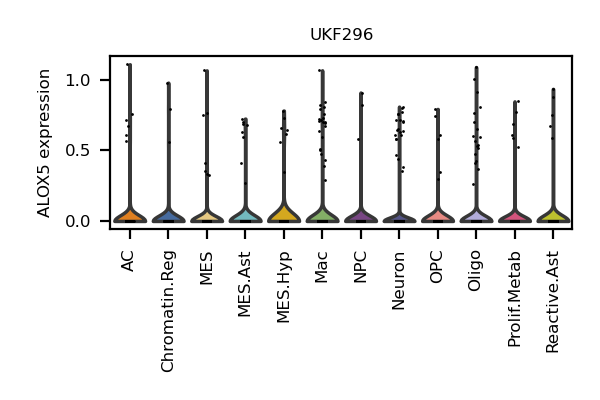 UKF296
ALOX5 expression
1.0
0.5
0.0
AC
Chromatin.Reg
MES
MES.Ast
MES.Hyp
Mac
NPC
Neuron
OPC
Oligo
Prolif.Metab
Reactive.Ast